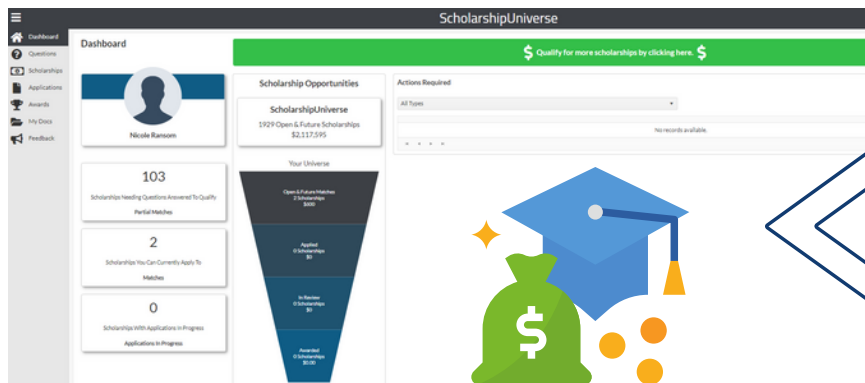 ScholarshipUniverse
Dashboard
Questions
Scholarships
Applications
Awards
My Docs
Feedback
Dashboard
$ Qualify for more scholarships by clicking here. $
Nicole Ransom
103
Scholarships Needing Questions Answered To Qualify
Partial Matches
2
Scholarships You Can Currently Apply To
Matches
0
Scholarships With Applications In Progress
Applications In Progress
Scholarship Opportunities
ScholarshipUniverse
1929 Open & Future Scholarships
$2,117,595
Your Universe
Open & Future Matches
2 Scholarships
$600
Applied
0 Scholarships
$0
In Review
0 Scholarships
$0
Awarded
0 Scholarships
$0.00
Actions Required
All Types
No records available.
$